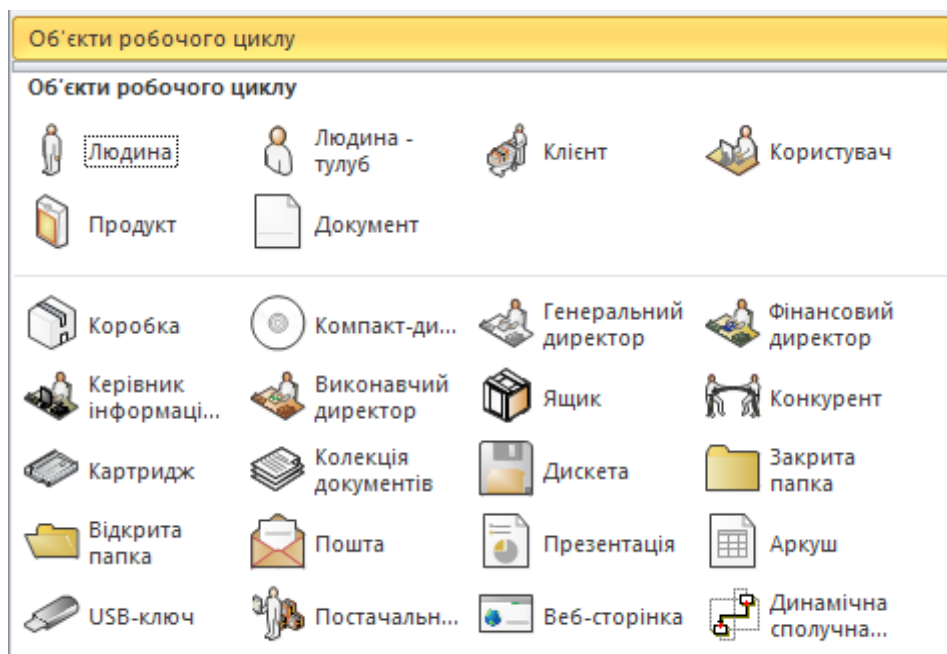 Об'єкти робочого циклу
Об'єкти робочого циклу
Людина
Людина -
тулуб
Клієнт
Користувач
Продукт
Документ
Коробка
Компакт-ди...
Генеральний
директор
Фінансовий
директор
Керівник
інформаці...
Виконавчий
директор
Ящик
Конкурент
Картридж
Колекція
документів
Дискета
Закрита
папка
Відкрита
папка
Пошта
Презентація
Аркуш
USB-ключ
Постачальн...
Веб-сторінка
Динамічна
сполучна...